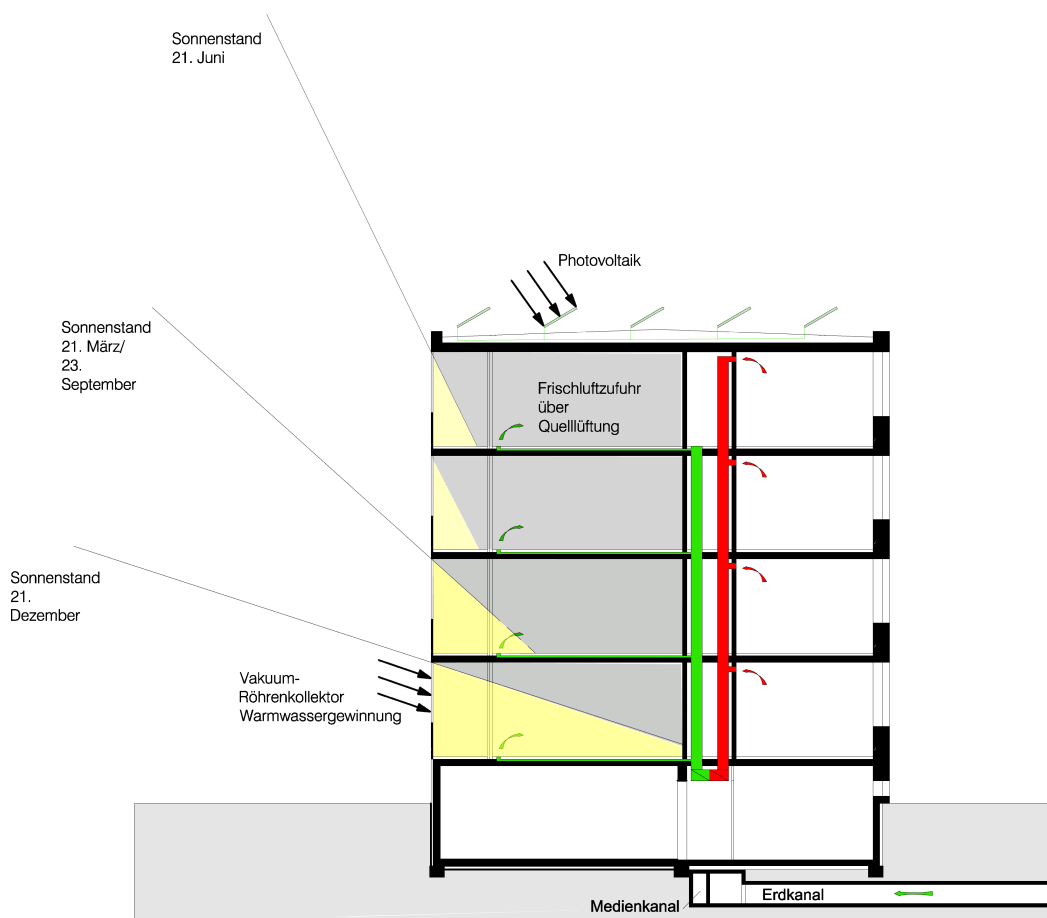 Sonnenstand
21. Juni
Photovoltaik
Sonnenstand
21. März/
23.
September
Frischluftzufuhr
über
Quelllüftung
Sonnenstand
21.
Dezember
Vakuum-
Röhrenkollektor
Warmwassergewinnung
Erdkanal
Medienkanal